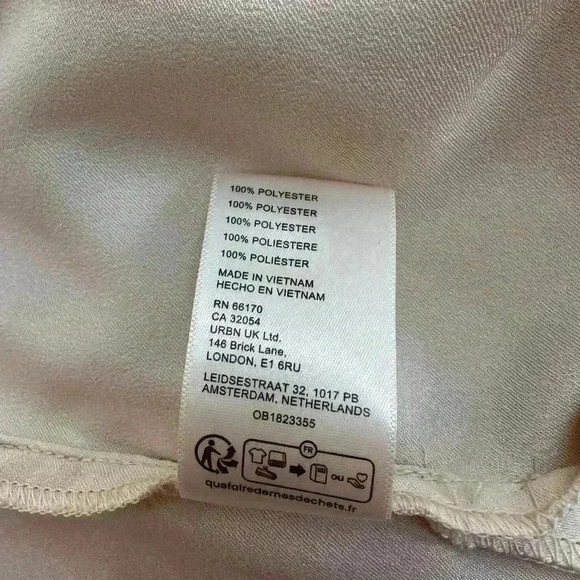 100% POLYESTER
100% POLYESTER
100% POLYESTER
100% POLIESTERE
100% POLIÉSTER
MADE IN VIETNAM
HECHO EN VIETNAM
RN 66170
CA 32054
URBN UK Ltd.
146 Brick Lane,
LONDON, E1 6RU
LEIDSESTRAAT 32, 1017 PB
AMSTERDAM, NETHERLANDS
OB1823355
FR
OU
quefairedemesdechets.fr